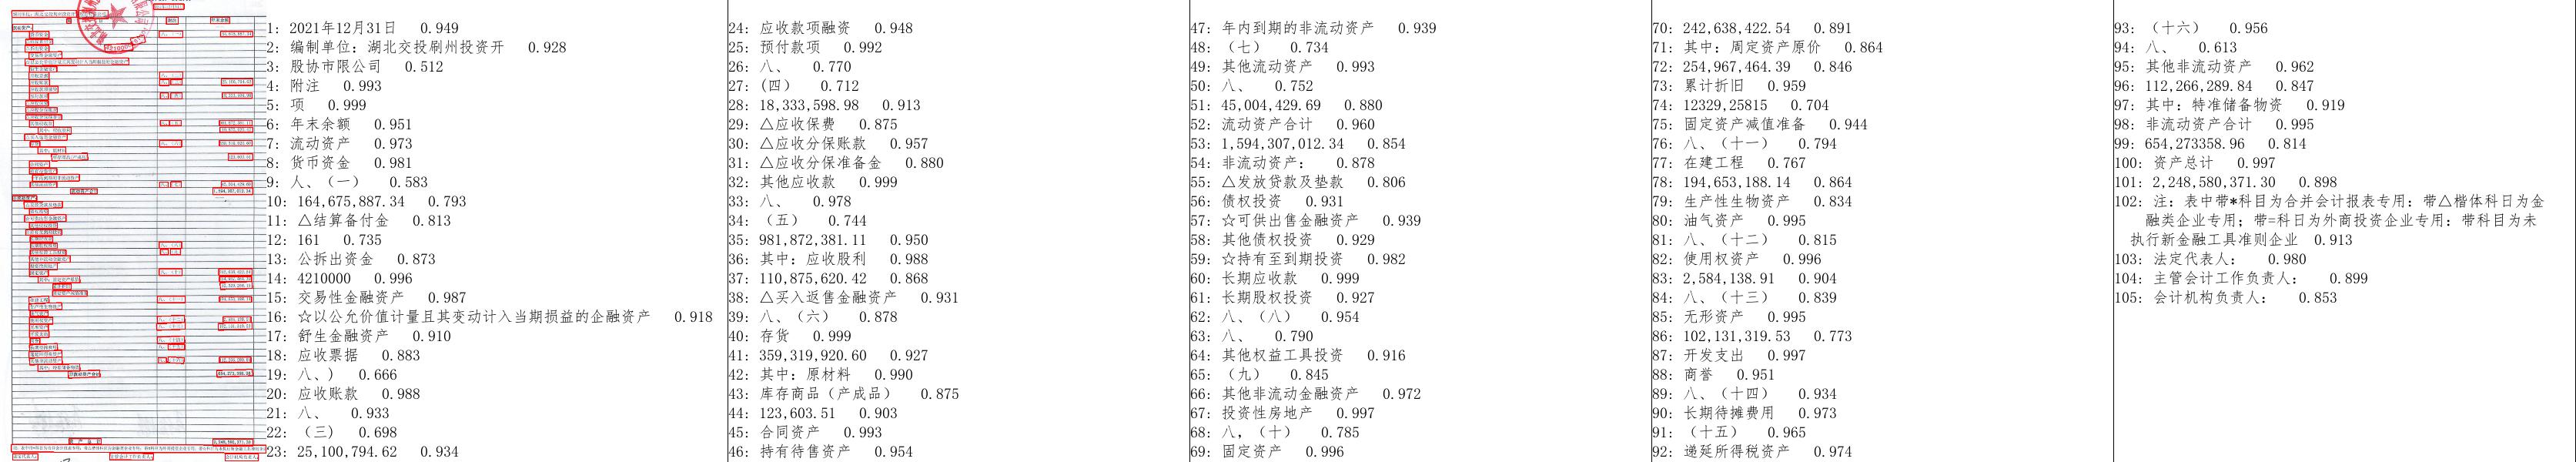 1: 2021年12月31日 0.949
2: 编制单位：湖北交投刷州投资开 0.928
3: 股协市限公司 0.512
4: 附注 0.993
5: 项 0.999
6: 年末余额 0.951
7: 流动资产 0.973
8: 货币资金 0.981
9: 人、（一） 0.583
10: 164,675,887.34 0.793
11: △结算备付金 0.813
12: 161 0.735
13: 公拆出资金 0.873
14: 4210000 0.996
15: 交易性金融资产 0.987
16: ☆以公允价值计量且其变动计入当期损益的企融资产 0.918
17: 舒生金融资产 0.910
18: 应收票据 0.883
19: 八、) 0.666
20: 应收账款 0.988
21: 八、 0.933
22: （三) 0.698
23: 25,100,794.62 0.934
24: 应收款项融资 0.948
25: 预付款项 0.992
26: 八、 0.770
27: (四) 0.712
28: 18,333,598.98 0.913
29: △应收保费 0.875
30: △应收分保账款 0.957
31: △应收分保准备金 0.880
32: 其他应收款 0.999
33: 八、 0.978
34: （五) 0.744
35: 981,872,381.11 0.950
36: 其中：应收股利 0.988
37: 110,875,620.42 0.868
38: △买入返售金融资产 0.931
39: 八、（六） 0.878
40: 存货 0.999
41: 359,319,920.60 0.927
42: 其中：原材料 0.990
43: 库存商品（产成品） 0.875
44: 123,603.51 0.903
45: 合同资产 0.993
46: 持有待售资产 0.954
47: 年内到期的非流动资产 0.939
48: （七） 0.734
49: 其他流动资产 0.993
50: 八、 0.752
51: 45,004,429.69 0.880
52: 流动资产合计 0.960
53: 1,594,307,012.34 0.854
54: 非流动资产： 0.878
55: △发放贷款及垫款 0.806
56: 债权投资 0.931
57: ☆可供出售金融资产 0.939
58: 其他债权投资 0.929
59: ☆持有至到期投资 0.982
60: 长期应收款 0.999
61: 长期股权投资 0.927
62: 八、（八） 0.954
63: 八、 0.790
64: 其他权益工具投资 0.916
65: （九） 0.845
66: 其他非流动金融资产 0.972
67: 投资性房地产 0.997
68: 八，（十） 0.785
69: 固定资产 0.996
70: 242,638,422.54 0.891
71: 其中：周定资产原价 0.864
72: 254,967,464.39 0.846
73: 累计折旧 0.959
74: 12329,25815 0.704
75: 固定资产减值准备 0.944
76: 八、（十一） 0.794
77: 在建工程 0.767
78: 194,653,188.14 0.864
79: 生产性生物资产 0.834
80: 油气资产 0.995
81: 八、（十二） 0.815
82: 使用权资产 0.996
83: 2,584,138.91 0.904
84: 八、（十三） 0.839
85: 无形资产 0.995
86: 102,131,319.53 0.773
87: 开发支出 0.997
88: 商誉 0.951
89: 八、（十四） 0.934
90: 长期待摊费用 0.973
91: （十五） 0.965
92: 递延所得税资产 0.974
93: （十六） 0.956
94: 八、 0.613
95: 其他非流动资产 0.962
96: 112,266,289.84 0.847
97: 其中：特准储备物资 0.919
98: 非流动资产合计 0.995
99: 654,273358.96 0.814
100: 资产总计 0.997
101: 2,248,580,371.30 0.898
102: 注：表中带*科目为合并会计报表专用：带△楷体科日为金
融类企业专用；带=科日为外商投资企业专用：带科目为未
执行新金融工具准则企业 0.913
103: 法定代表人： 0.980
104: 主管会计工作负责人： 0.899
105: 会计机构负责人： 0.853